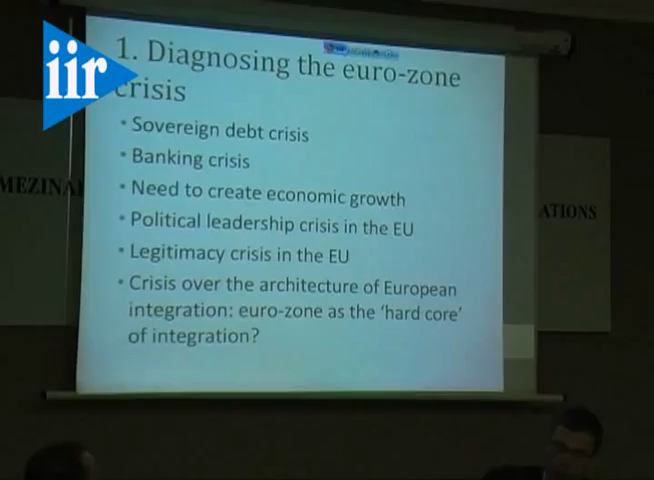 iir
1. Diagnosing the euro-zone
crisis
• Sovereign debt crisis
• Banking crisis
• Need to create economic growth
• Political leadership crisis in the EU
• Legitimacy crisis in the EU
• Crisis over the architecture of European
integration: euro-zone as the ‘hard core’
of integration?
MEZINA
ATIONS